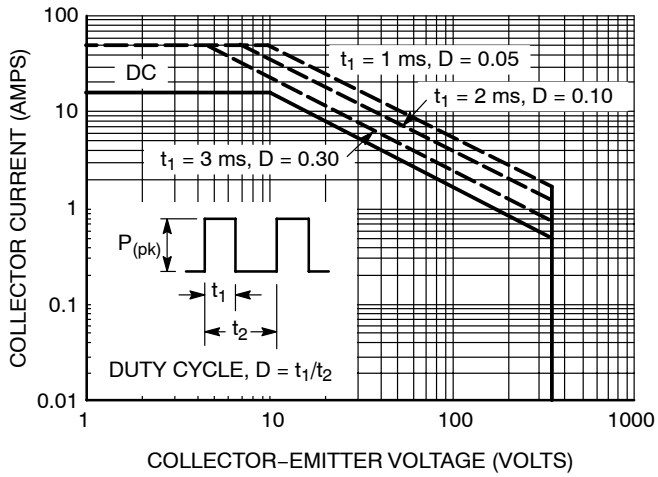 100
10
1
0.1
0.01
COLLECTOR CURRENT (AMPS)
t₁ = 1 ms, D = 0.05
DC
t₁ = 2 ms, D = 0.10
t₁ = 3 ms, D = 0.30
P(pk)
t₁
t₂
DUTY CYCLE, D = t₁/t₂
1
10
100
1000
COLLECTOR−EMITTER VOLTAGE (VOLTS)